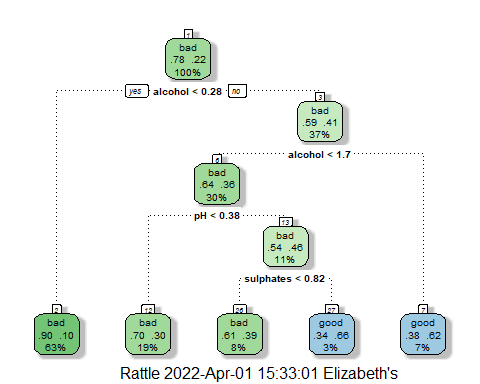 1
bad
.78 .22
100%
yes alcohol < 0.28 no
3
bad
.59 .41
37%
alcohol < 1.7
6
bad
.64 .36
30%
pH < 0.38
13
bad
.54 .46
11%
sulphates < 0.82
2
bad
.90 .10
63%
12
bad
.70 .30
19%
26
bad
.61 .39
8%
27
good
.34 .66
3%
7
good
.38 .62
7%
Rattle 2022-Apr-01 15:33:01 Elizabeth's